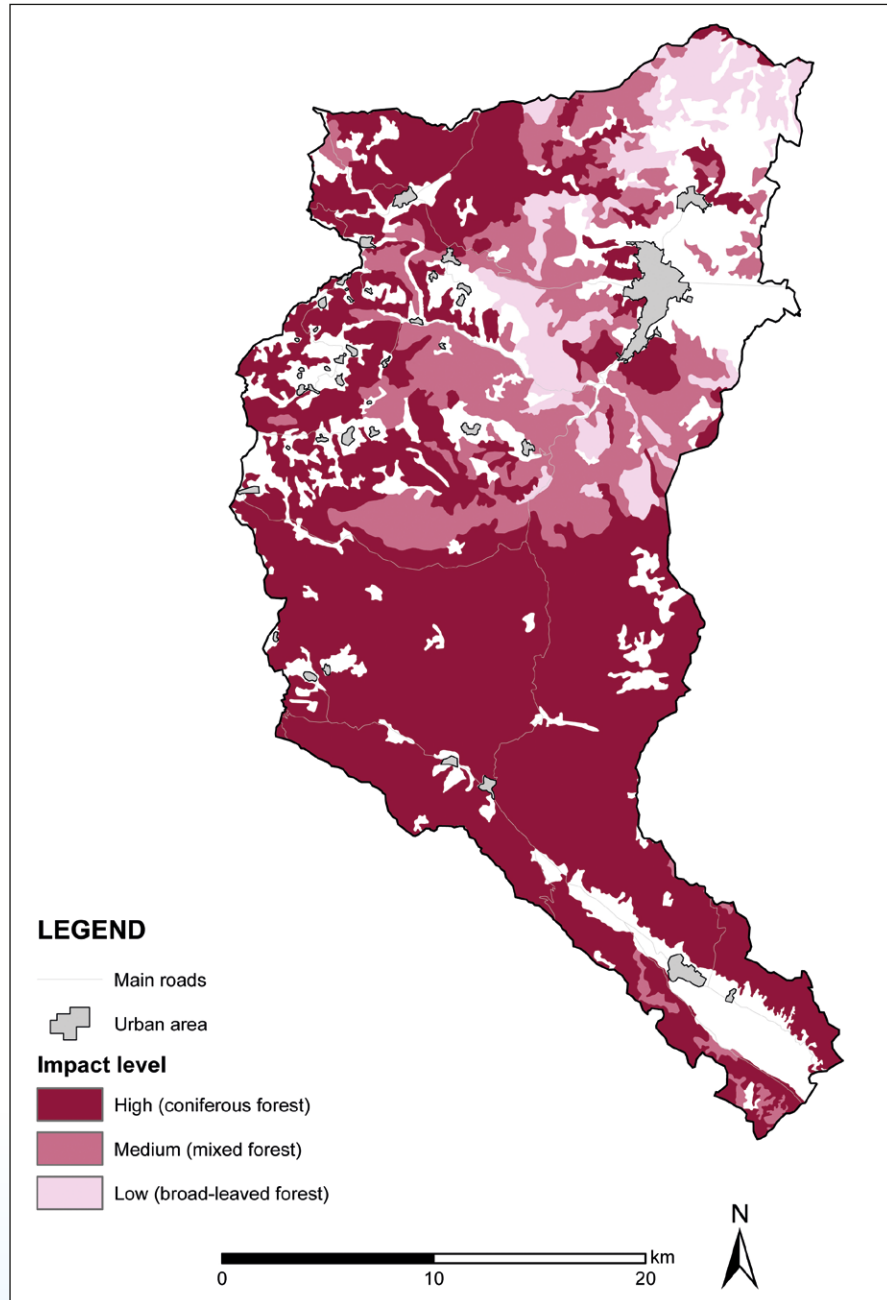 LEGEND
Main roads
Urban area
Impact level
High (coniferous forest)
Medium (mixed forest)
Low (broad-leaved forest)
N
km
0 10 20